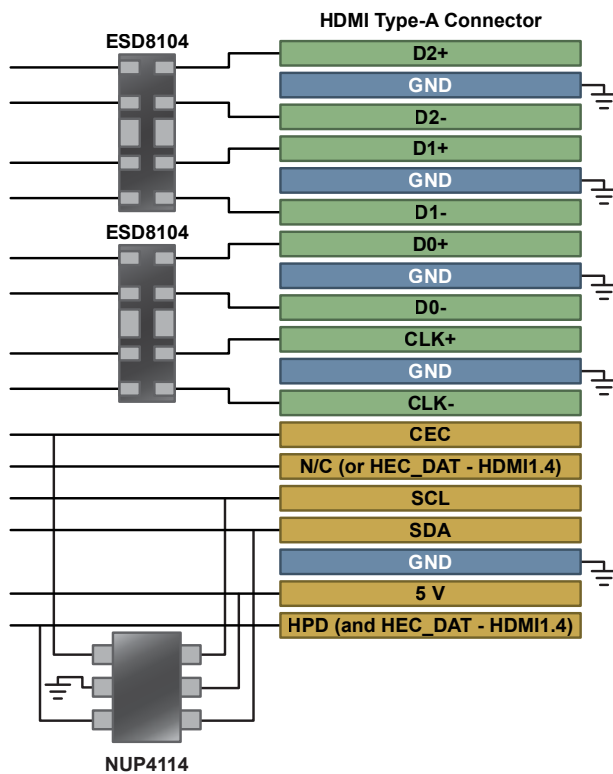 HDMI Type-A Connector
ESD8104
D2+
GND
D2-
D1+
GND
D1-
ESD8104
D0+
GND
D0-
CLK+
GND
CLK-
CEC
N/C (or HEC_DAT - HDMI1.4)
SCL
SDA
GND
5 V
HPD (and HEC_DAT - HDMI1.4)
NUP4114